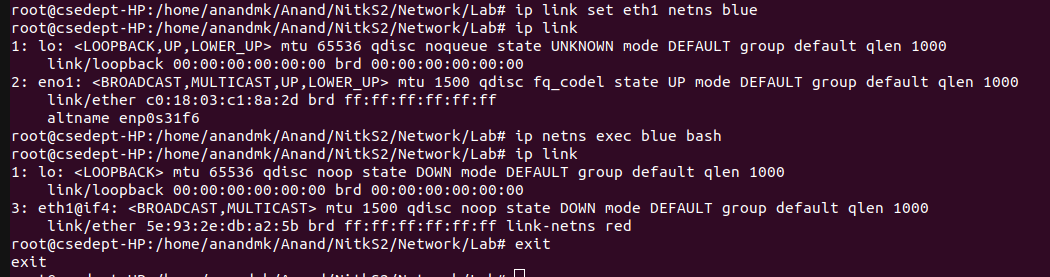 root@csedept-HP:/home/anandmk/Anand/NitkS2/Network/Lab# ip link set eth1 netns blue
root@csedept-HP:/home/anandmk/Anand/NitkS2/Network/Lab# ip link
1: lo: <LOOPBACK,UP,LOWER_UP> mtu 65536 qdisc noqueue state UNKNOWN mode DEFAULT group default qlen 1000
    link/loopback 00:00:00:00:00:00 brd 00:00:00:00:00:00
2: eno1: <BROADCAST,MULTICAST,UP,LOWER_UP> mtu 1500 qdisc fq_codel state UP mode DEFAULT group default qlen 1000
    link/ether c0:18:03:c1:8a:2d brd ff:ff:ff:ff:ff:ff
    altname enp0s31f6
root@csedept-HP:/home/anandmk/Anand/NitkS2/Network/Lab# ip netns exec blue bash
root@csedept-HP:/home/anandmk/Anand/NitkS2/Network/Lab# ip link
1: lo: <LOOPBACK> mtu 65536 qdisc noop state DOWN mode DEFAULT group default qlen 1000
    link/loopback 00:00:00:00:00:00 brd 00:00:00:00:00:00
3: eth1@if4: <BROADCAST,MULTICAST> mtu 1500 qdisc noop state DOWN mode DEFAULT group default qlen 1000
    link/ether 5e:93:2e:db:a2:5b brd ff:ff:ff:ff:ff:ff link-netns red
root@csedept-HP:/home/anandmk/Anand/NitkS2/Network/Lab# exit
exit